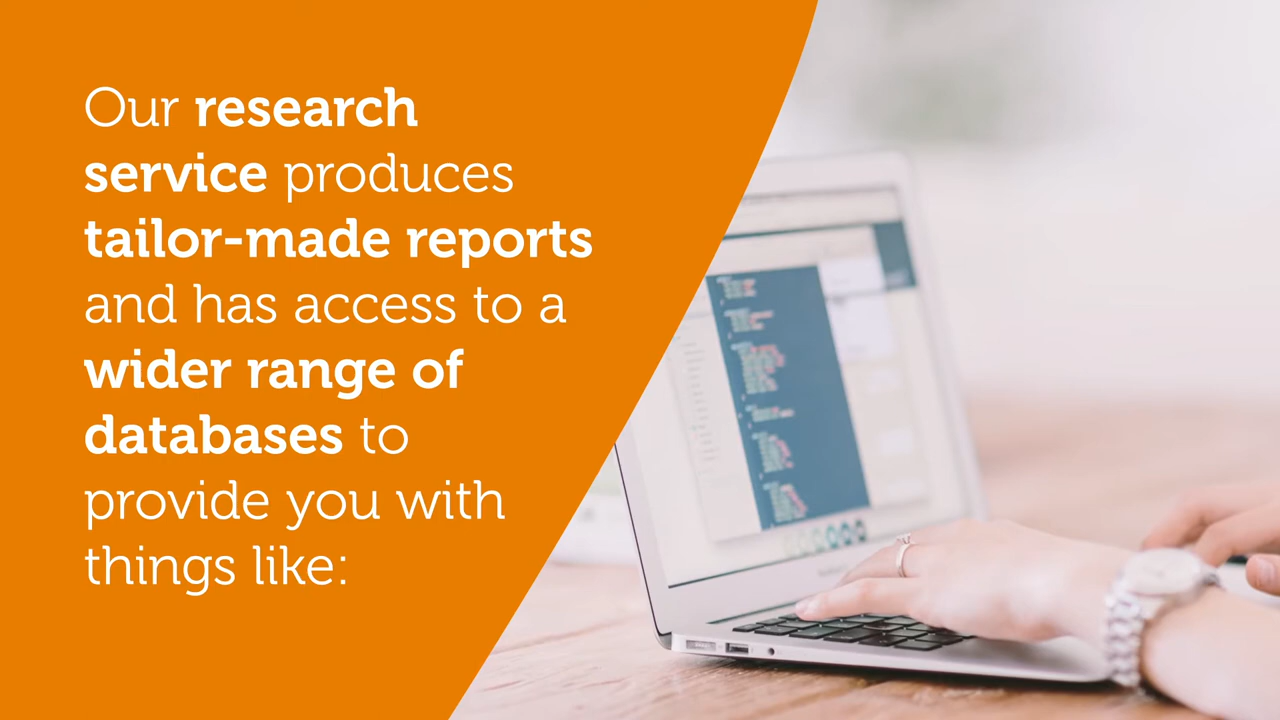 Our research
service produces
tailor-made reports
and has access to a
wider range of
databases to
provide you with
things like: